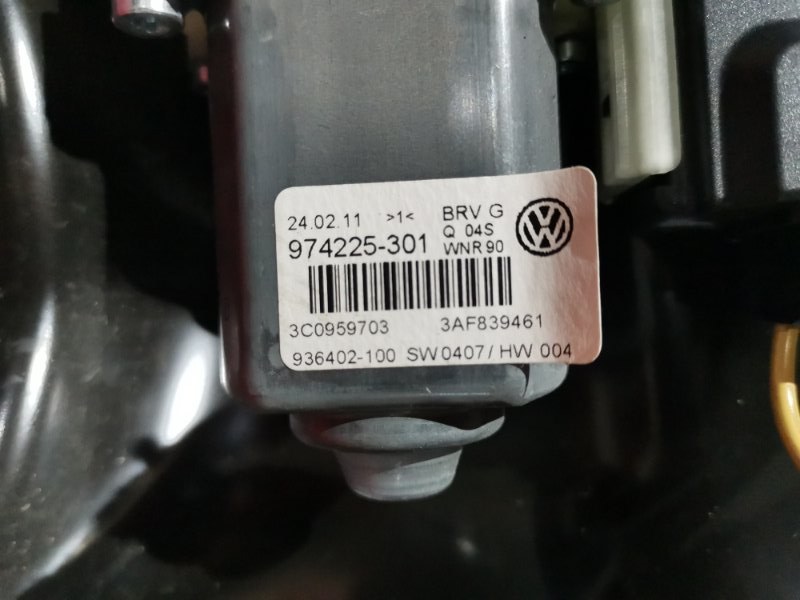 24.02.11 >1< BRV G
Q 04S
974225-301 WNR 90
3C0959703 3AF839461
936402-100 SW0407/HW 004